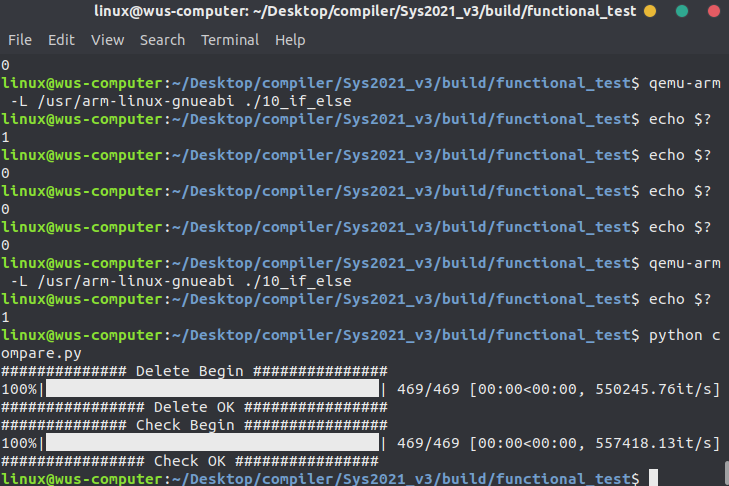 linux@wus-computer: ~/Desktop/compiler/Sys2021_v3/build/functional_test
File Edit View Search Terminal Help
0
linux@wus-computer:~/Desktop/compiler/Sys2021_v3/build/functional_test$ qemu-arm
 -L /usr/arm-linux-gnueabi ./10_if_else
linux@wus-computer:~/Desktop/compiler/Sys2021_v3/build/functional_test$ echo $?
1
linux@wus-computer:~/Desktop/compiler/Sys2021_v3/build/functional_test$ echo $?
0
linux@wus-computer:~/Desktop/compiler/Sys2021_v3/build/functional_test$ echo $?
0
linux@wus-computer:~/Desktop/compiler/Sys2021_v3/build/functional_test$ echo $?
0
linux@wus-computer:~/Desktop/compiler/Sys2021_v3/build/functional_test$ qemu-arm
 -L /usr/arm-linux-gnueabi ./10_if_else
linux@wus-computer:~/Desktop/compiler/Sys2021_v3/build/functional_test$ echo $?
1
linux@wus-computer:~/Desktop/compiler/Sys2021_v3/build/functional_test$ python c
ompare.py
############## Delete Begin ###############
100%|| 469/469 [00:00<00:00, 550245.76it/s]
################ Delete OK ################
############## Check Begin ################
100%|| 469/469 [00:00<00:00, 557418.13it/s]
################ Check OK ################
linux@wus-computer:~/Desktop/compiler/Sys2021_v3/build/functional_test$